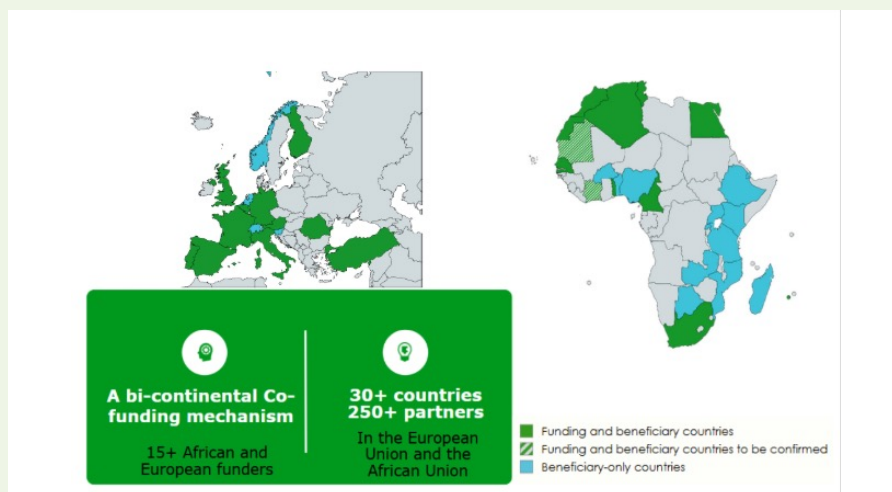 A bi-continental Co-
funding mechanism
15+ African and
European funders
30+ countries
250+ partners
In the European
Union and the
African Union
Funding and beneficiary countries
Funding and beneficiary countries to be confirmed
Beneficiary-only countries